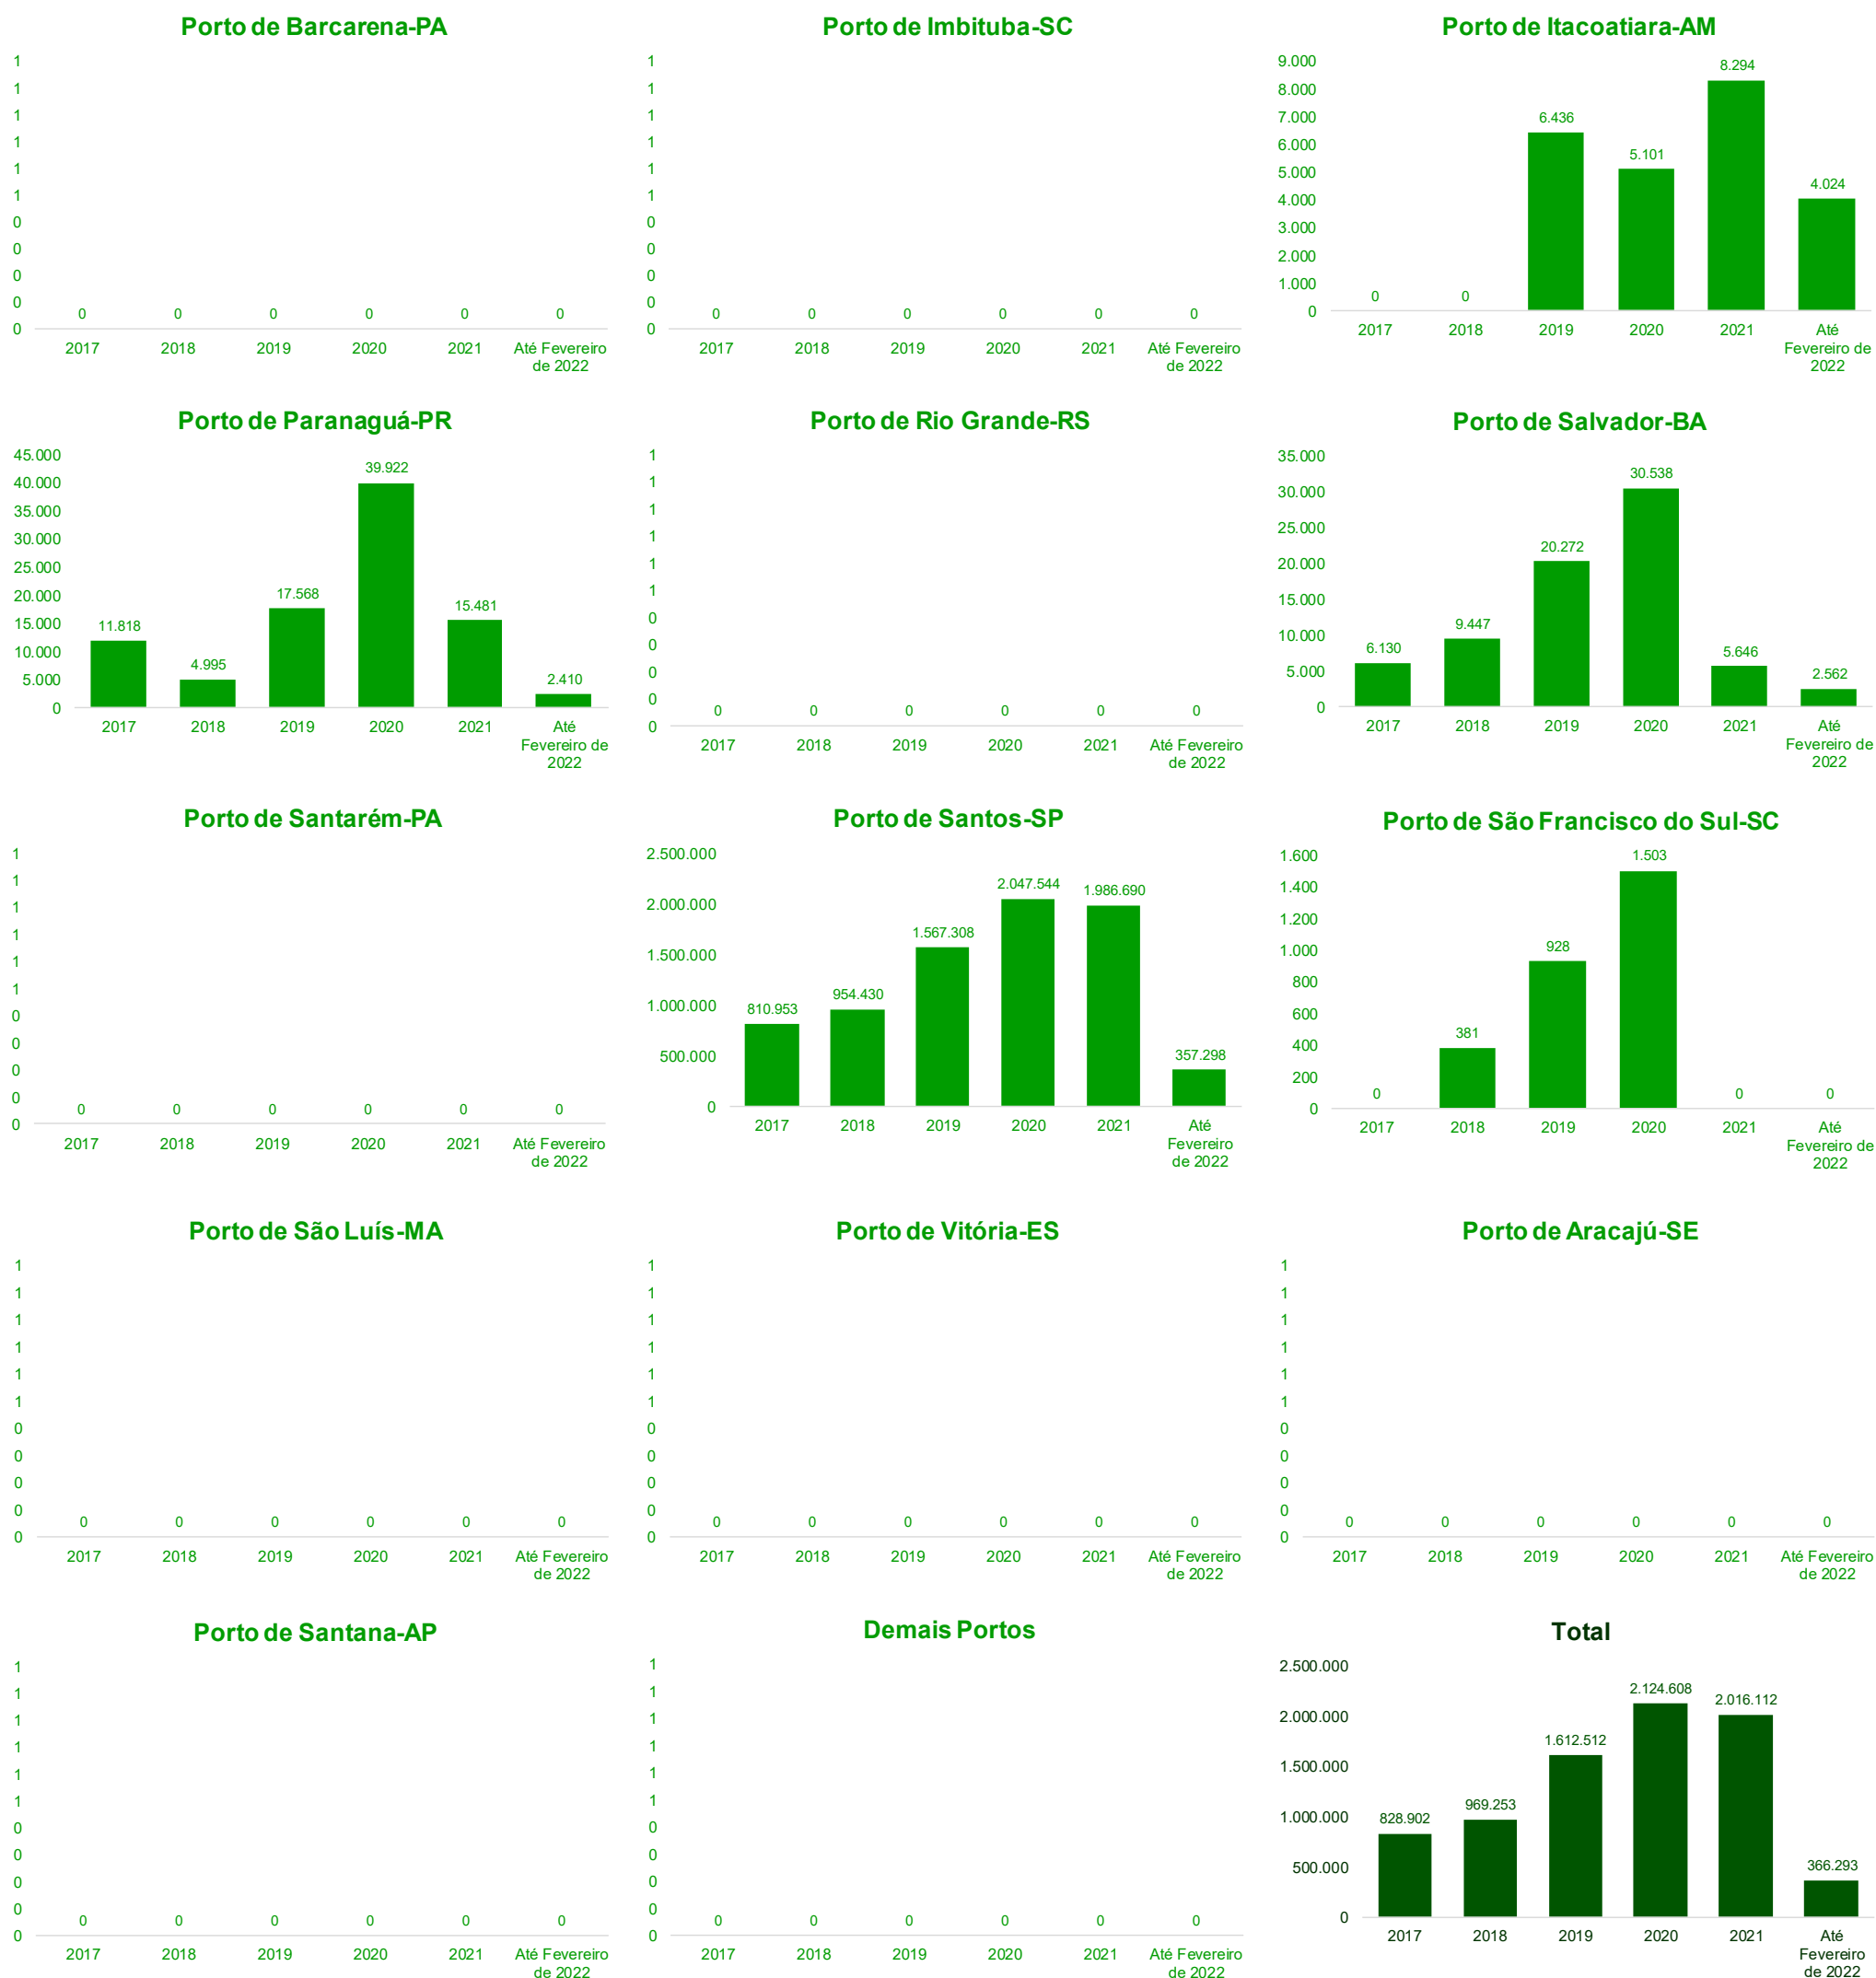 Porto de Barcarena-PA
1
1
1
1
1
1
0
0
0
0
0
0 0 0 0 0 0
2017 2018 2019 2020 2021 Até Fevereiro
de 2022
Porto de Imbituba-SC
1
1
1
1
1
1
0
0
0
0
0
0 0 0 0 0 0
2017 2018 2019 2020 2021 Até Fevereiro
de 2022
Porto de Itacoatiara-AM
9.000
8.000
7.000
6.000
5.000
4.000
3.000
2.000
1.000
0
0 0 6.436 5.101 8.294 4.024
2017 2018 2019 2020 2021 Até
Fevereiro de
2022
Porto de Paranaguá-PR
45.000
40.000
35.000
30.000
25.000
20.000
15.000
10.000
5.000
0
11.818 4.995 17.568 39.922 15.481 2.410
2017 2018 2019 2020 2021 Até
Fevereiro de
2022
Porto de Rio Grande-RS
1
1
1
1
1
1
0
0
0
0
0
0 0 0 0 0 0
2017 2018 2019 2020 2021 Até Fevereiro
de 2022
Porto de Salvador-BA
35.000
30.000
25.000
20.000
15.000
10.000
5.000
0
6.130 9.447 20.272 30.538 5.646 2.562
2017 2018 2019 2020 2021 Até
Fevereiro de
2022
Porto de Santarém-PA
1
1
1
1
1
1
0
0
0
0
0
0 0 0 0 0 0
2017 2018 2019 2020 2021 Até Fevereiro
de 2022
Porto de Santos-SP
2.500.000
2.000.000
1.500.000
1.000.000
500.000
0
810.953 954.430 1.567.308 2.047.544 1.986.690 357.298
2017 2018 2019 2020 2021 Até
Fevereiro
de 2022
Porto de São Francisco do Sul-SC
1.600
1.400
1.200
1.000
800
600
400
200
0
0 381 928 1.503 0 0
2017 2018 2019 2020 2021 Até
Fevereiro de
2022
Porto de São Luís-MA
1
1
1
1
1
1
0
0
0
0
0
0 0 0 0 0 0
2017 2018 2019 2020 2021 Até Fevereiro
de 2022
Porto de Vitória-ES
1
1
1
1
1
1
0
0
0
0
0
0 0 0 0 0 0
2017 2018 2019 2020 2021 Até Fevereiro
de 2022
Porto de Aracajú-SE
1
1
1
1
1
1
0
0
0
0
0
0 0 0 0 0 0
2017 2018 2019 2020 2021 Até Fevereiro
de 2022
Porto de Santana-AP
1
1
1
1
1
1
0
0
0
0
0
0 0 0 0 0 0
2017 2018 2019 2020 2021 Até Fevereiro
de 2022
Demais Portos
1
1
1
1
1
1
0
0
0
0
0
0 0 0 0 0 0
2017 2018 2019 2020 2021 Até Fevereiro
de 2022
Total
2.500.000
2.000.000
1.500.000
1.000.000
500.000
0
828.902 969.253 1.612.512 2.124.608 2.016.112 366.293
2017 2018 2019 2020 2021 Até
Fevereiro
de 2022